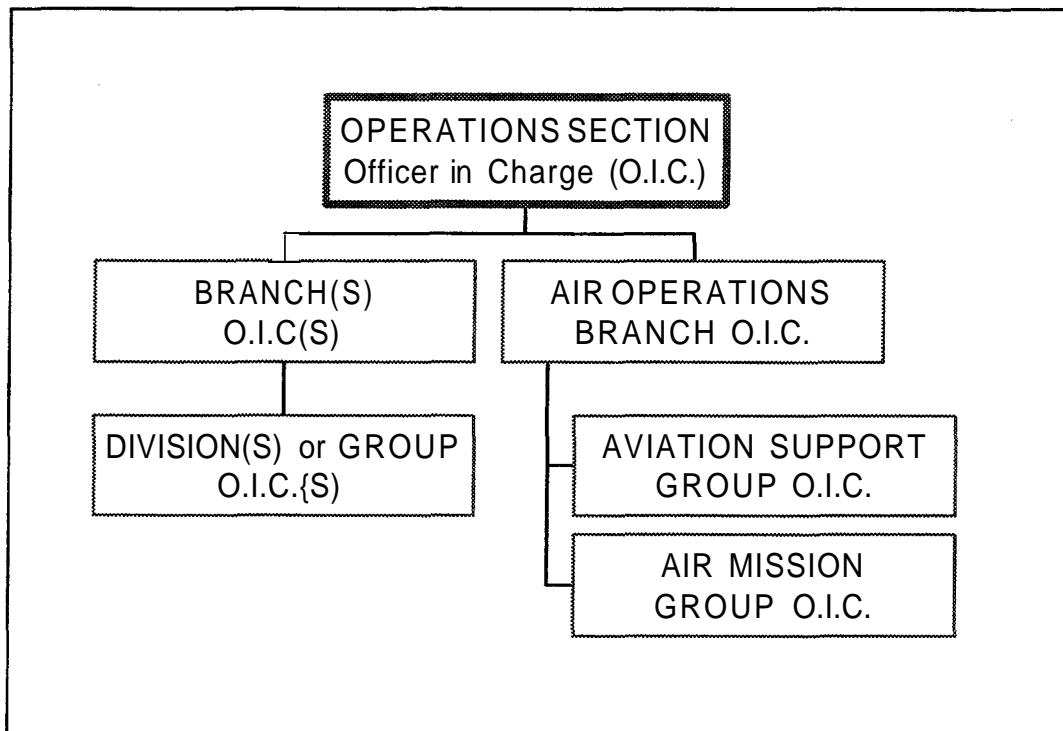 OPERATIONS SECTION
Officer in Charge (O.I.C.)
BRANCH(S)
O.I.C(S)
AIR OPERATIONS
BRANCH O.I.C.
DIVISION(S) or GROUP
O.I.C.{S)
AVIATION SUPPORT
GROUP O.I.C.
AIR MISSION
GROUP O.I.C.